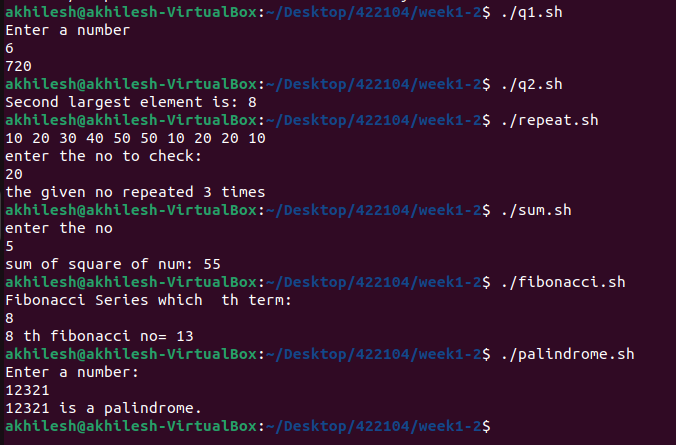 akhilesh@akhilesh-VirtualBox:~/Desktop/422104/week1-2$ ./q1.sh
Enter a number
6
720
akhilesh@akhilesh-VirtualBox:~/Desktop/422104/week1-2$ ./q2.sh
Second largest element is: 8
akhilesh@akhilesh-VirtualBox:~/Desktop/422104/week1-2$ ./repeat.sh
10 20 30 40 50 50 10 20 20 10
enter the no to check:
20
the given no repeated 3 times
akhilesh@akhilesh-VirtualBox:~/Desktop/422104/week1-2$ ./sum.sh
enter the no
5
sum of square of num: 55
akhilesh@akhilesh-VirtualBox:~/Desktop/422104/week1-2$ ./fibonacci.sh
Fibonacci Series which  th term:
8
8 th fibonacci no= 13
akhilesh@akhilesh-VirtualBox:~/Desktop/422104/week1-2$ ./palindrome.sh
Enter a number:
12321
12321 is a palindrome.
akhilesh@akhilesh-VirtualBox:~/Desktop/422104/week1-2$